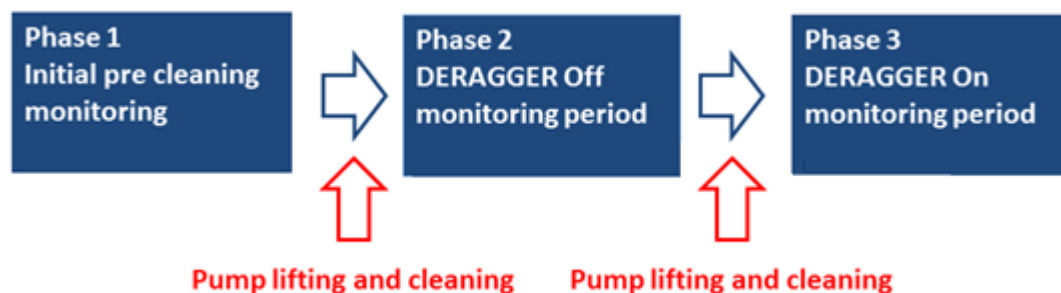 Phase 1
Initial pre cleaning
monitoring
Phase 2
DERAGGER Off
monitoring period
Phase 3
DERAGGER On
monitoring period
Pump lifting and cleaning
Pump lifting and cleaning